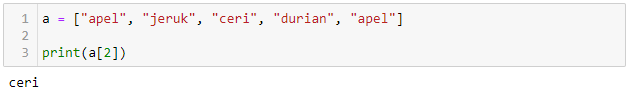 1 a = ["apel", "jeruk", "ceri", "durian", "apel"]
2
3 print(a[2])
ceri